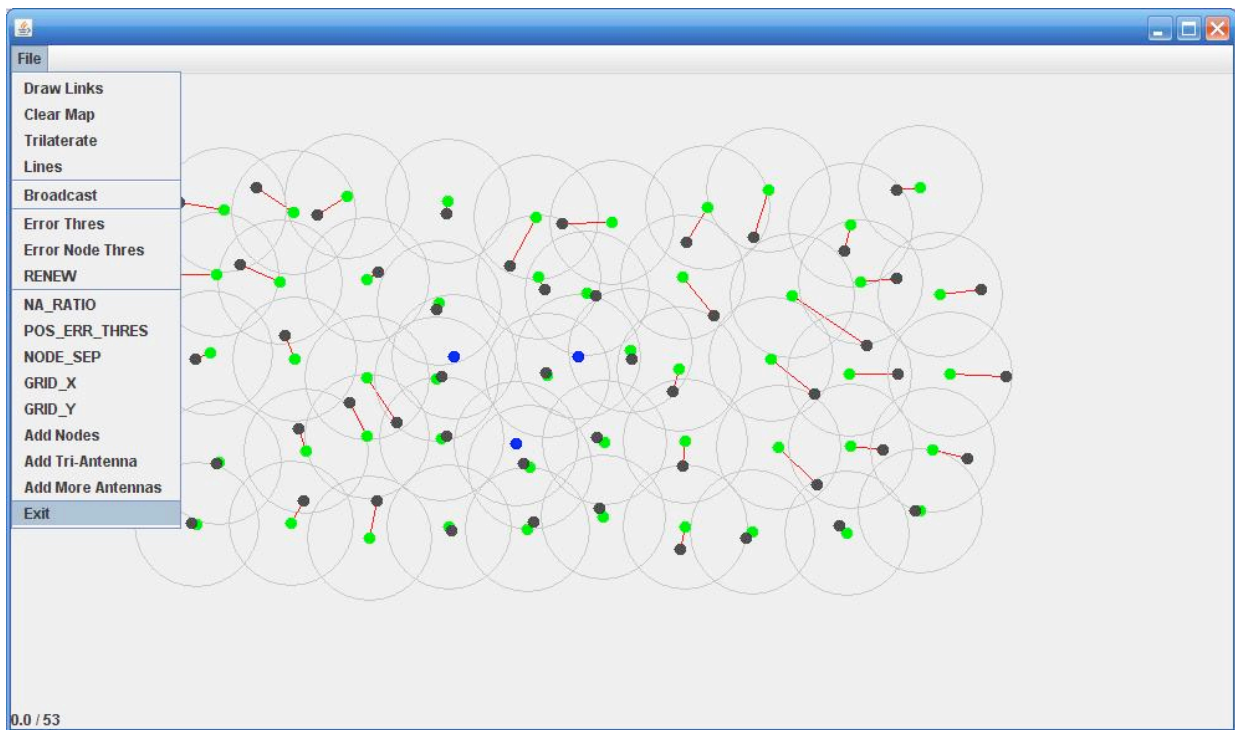 File
Draw Links
Clear Map
Trilaterate
Lines
Broadcast
Error Thres
Error Node Thres
RENEW
NA_RATIO
POS_ERR_THRES
NODE_SEP
GRID_X
GRID_Y
Add Nodes
Add Tri-Antenna
Add More Antennas
Exit
0.0 / 53